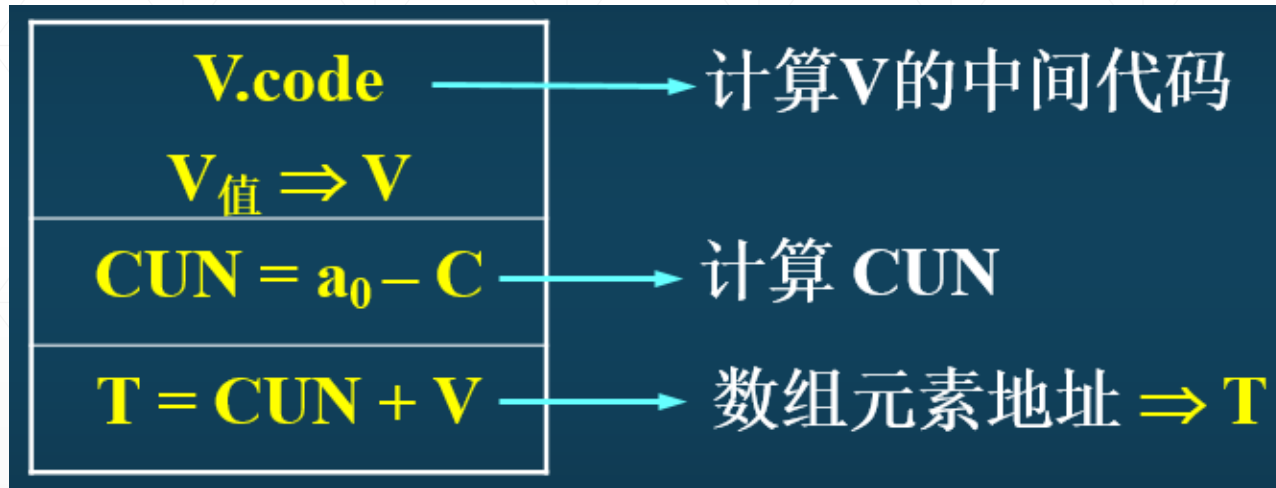 V.code 计算V的中间代码
V值 ⇒ V
CUN = a₀ – C 计算 CUN
T = CUN + V 数组元素地址 ⇒ T